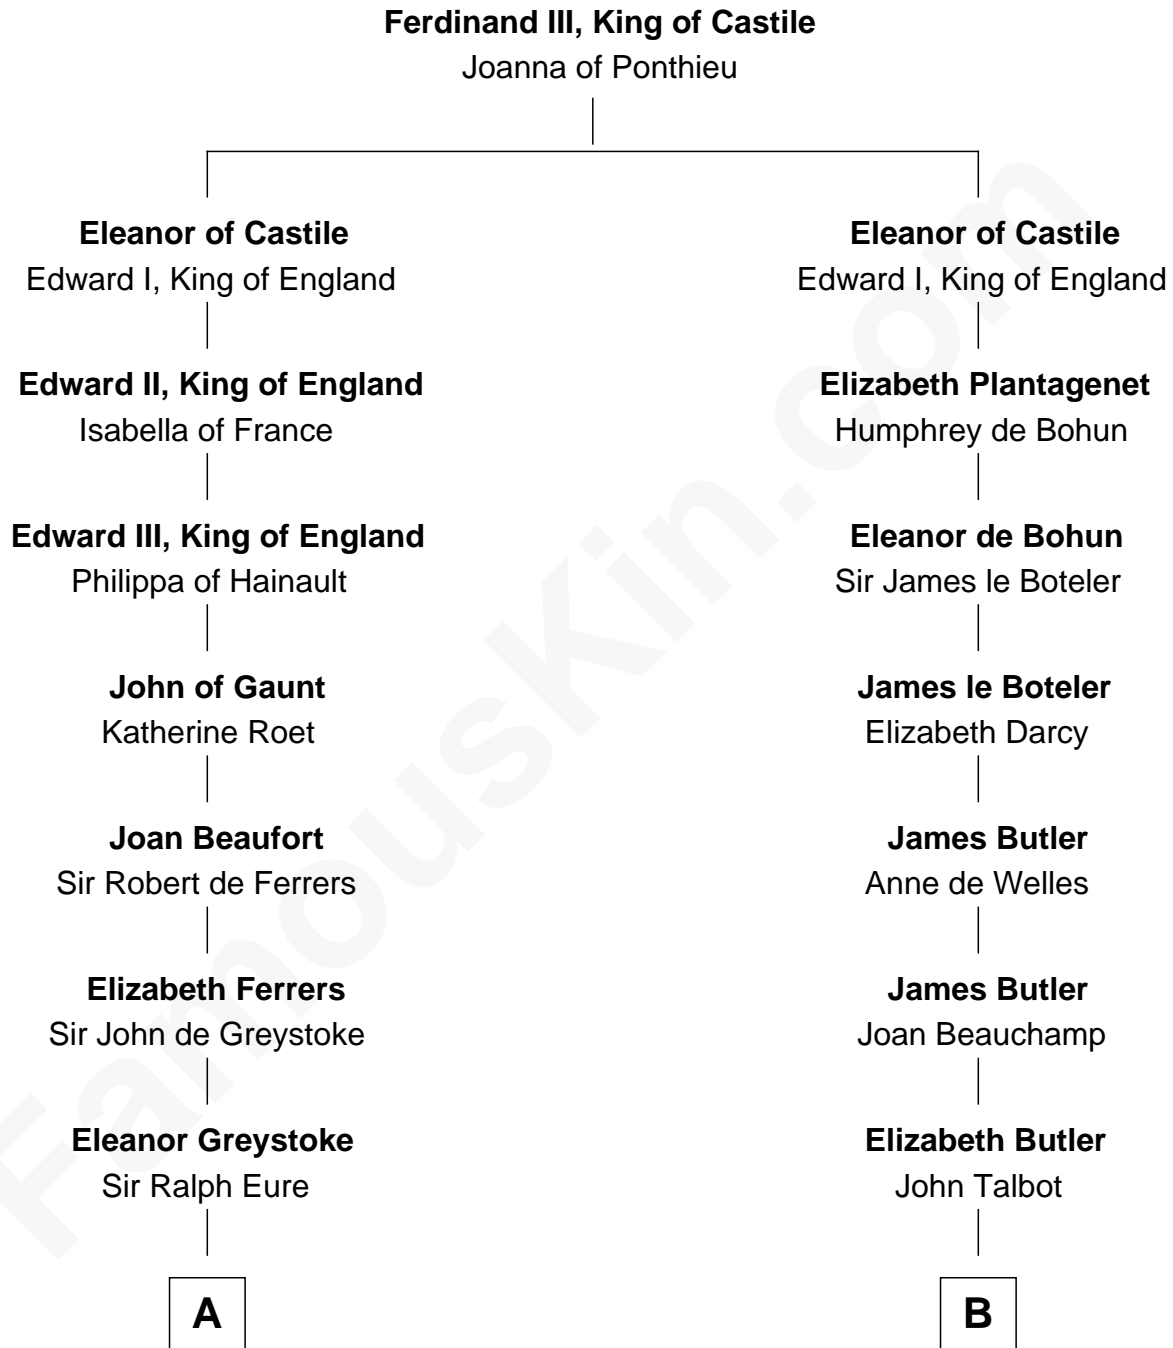 Ferdinand III, King of Castile
Joanna of Ponthieu
Eleanor of Castile
Edward I, King of England
Eleanor of Castile
Edward I, King of England
Edward II, King of England
Isabella of France
Elizabeth Plantagenet
Humphrey de Bohun
Edward III, King of England
Philippa of Hainault
Eleanor de Bohun
Sir James le Boteler
John of Gaunt
Katherine Roet
James le Boteler
Elizabeth Darcy
Joan Beaufort
Sir Robert de Ferrers
James Butler
Anne de Welles
Elizabeth Ferrers
Sir John de Greystoke
James Butler
Joan Beauchamp
Eleanor Greystoke
Sir Ralph Eure
Elizabeth Butler
John Talbot
A
B
FamousKin.com